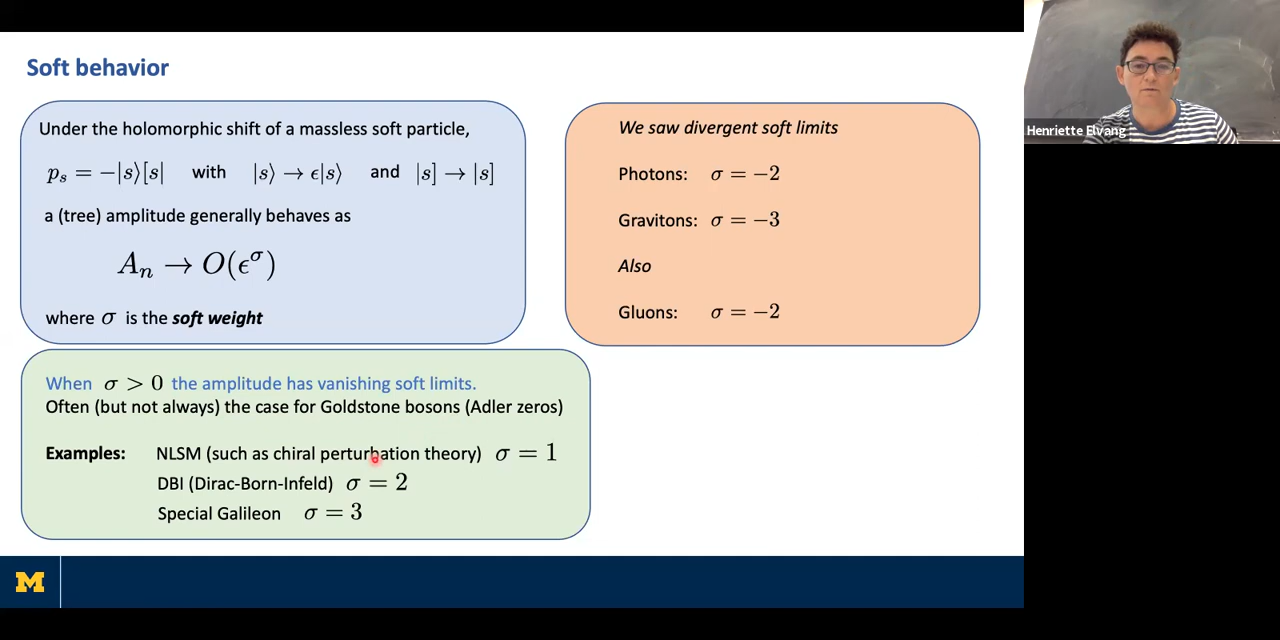 Soft behavior
Under the holomorphic shift of a massless soft particle,
p_s = −|s⟩[s| with |s⟩ → ϵ|s⟩ and |s] → |s]
a (tree) amplitude generally behaves as
A_n → O(ϵ^σ)
where σ is the soft weight
We saw divergent soft limits
Photons: σ = −2
Gravitons: σ = −3
Also
Gluons: σ = −2
When σ > 0 the amplitude has vanishing soft limits.
Often (but not always) the case for Goldstone bosons (Adler zeros)
Examples: NLSM (such as chiral perturbation theory) σ = 1
DBI (Dirac-Born-Infeld) σ = 2
Special Galileon σ = 3
M
Henriette Elvang